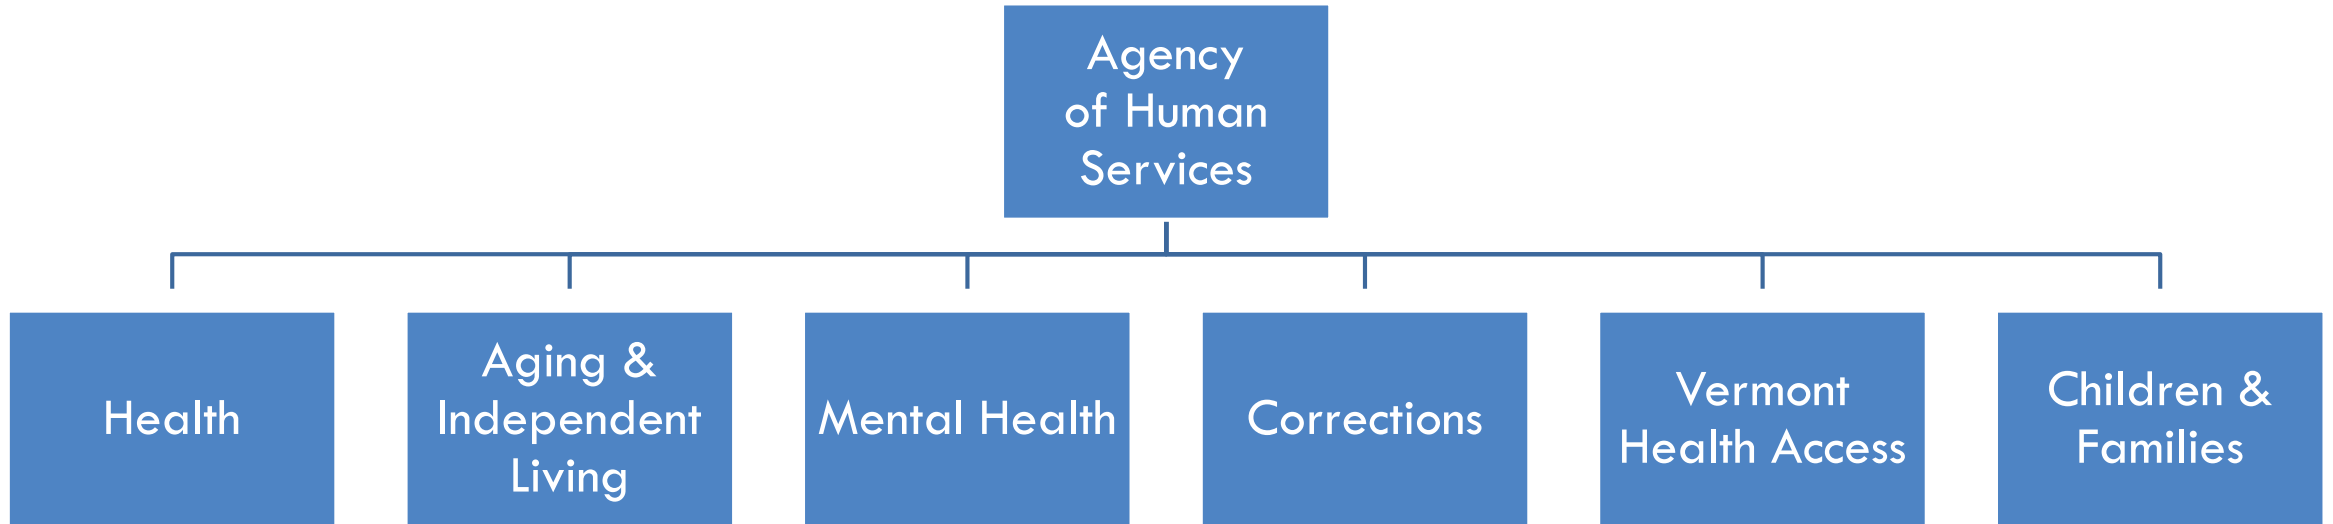 Agency
of Human
Services
Health
Aging &
Independent
Living
Mental Health
Corrections
Vermont
Health Access
Children &
Families